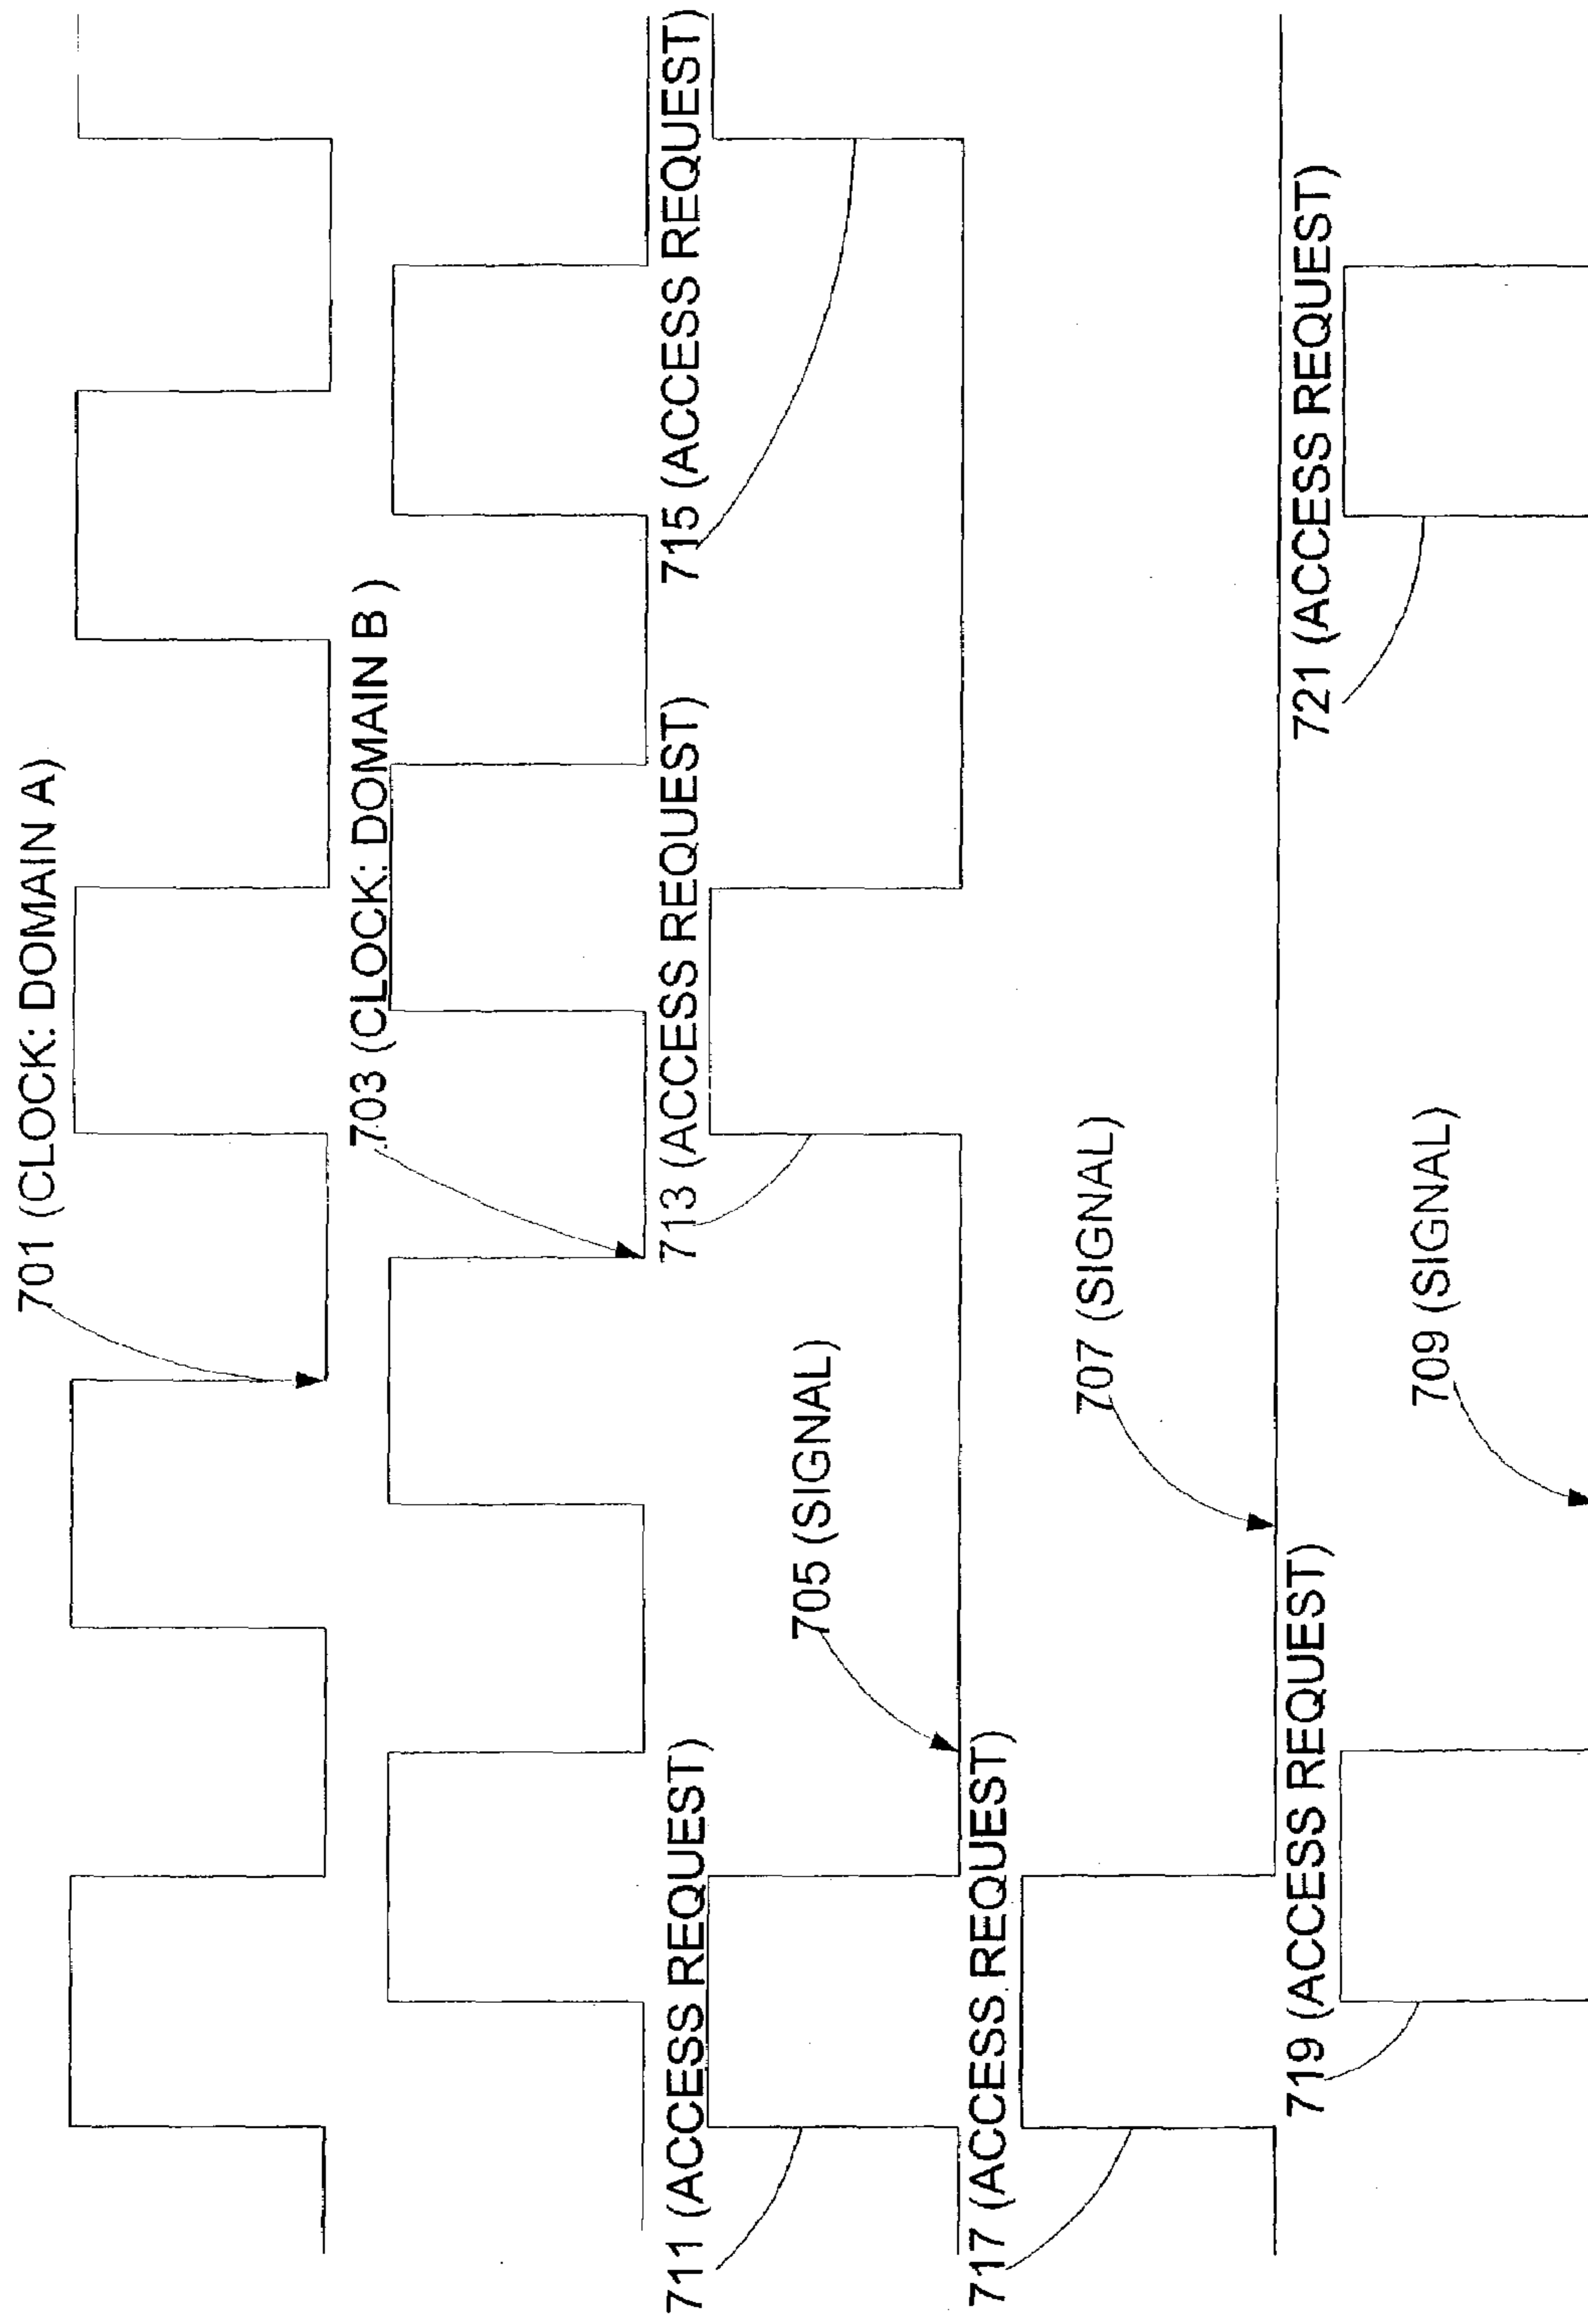 701 (CLOCK: DOMAIN A)
703 (CLOCK: DOMAIN B )
711 (ACCESS REQUEST)
713 (ACCESS REQUEST)
715 (ACCESS REQUEST)
705 (SIGNAL)
717 (ACCESS REQUEST)
707 (SIGNAL)
719 (ACCESS REQUEST)
721 (ACCESS REQUEST)
709 (SIGNAL)